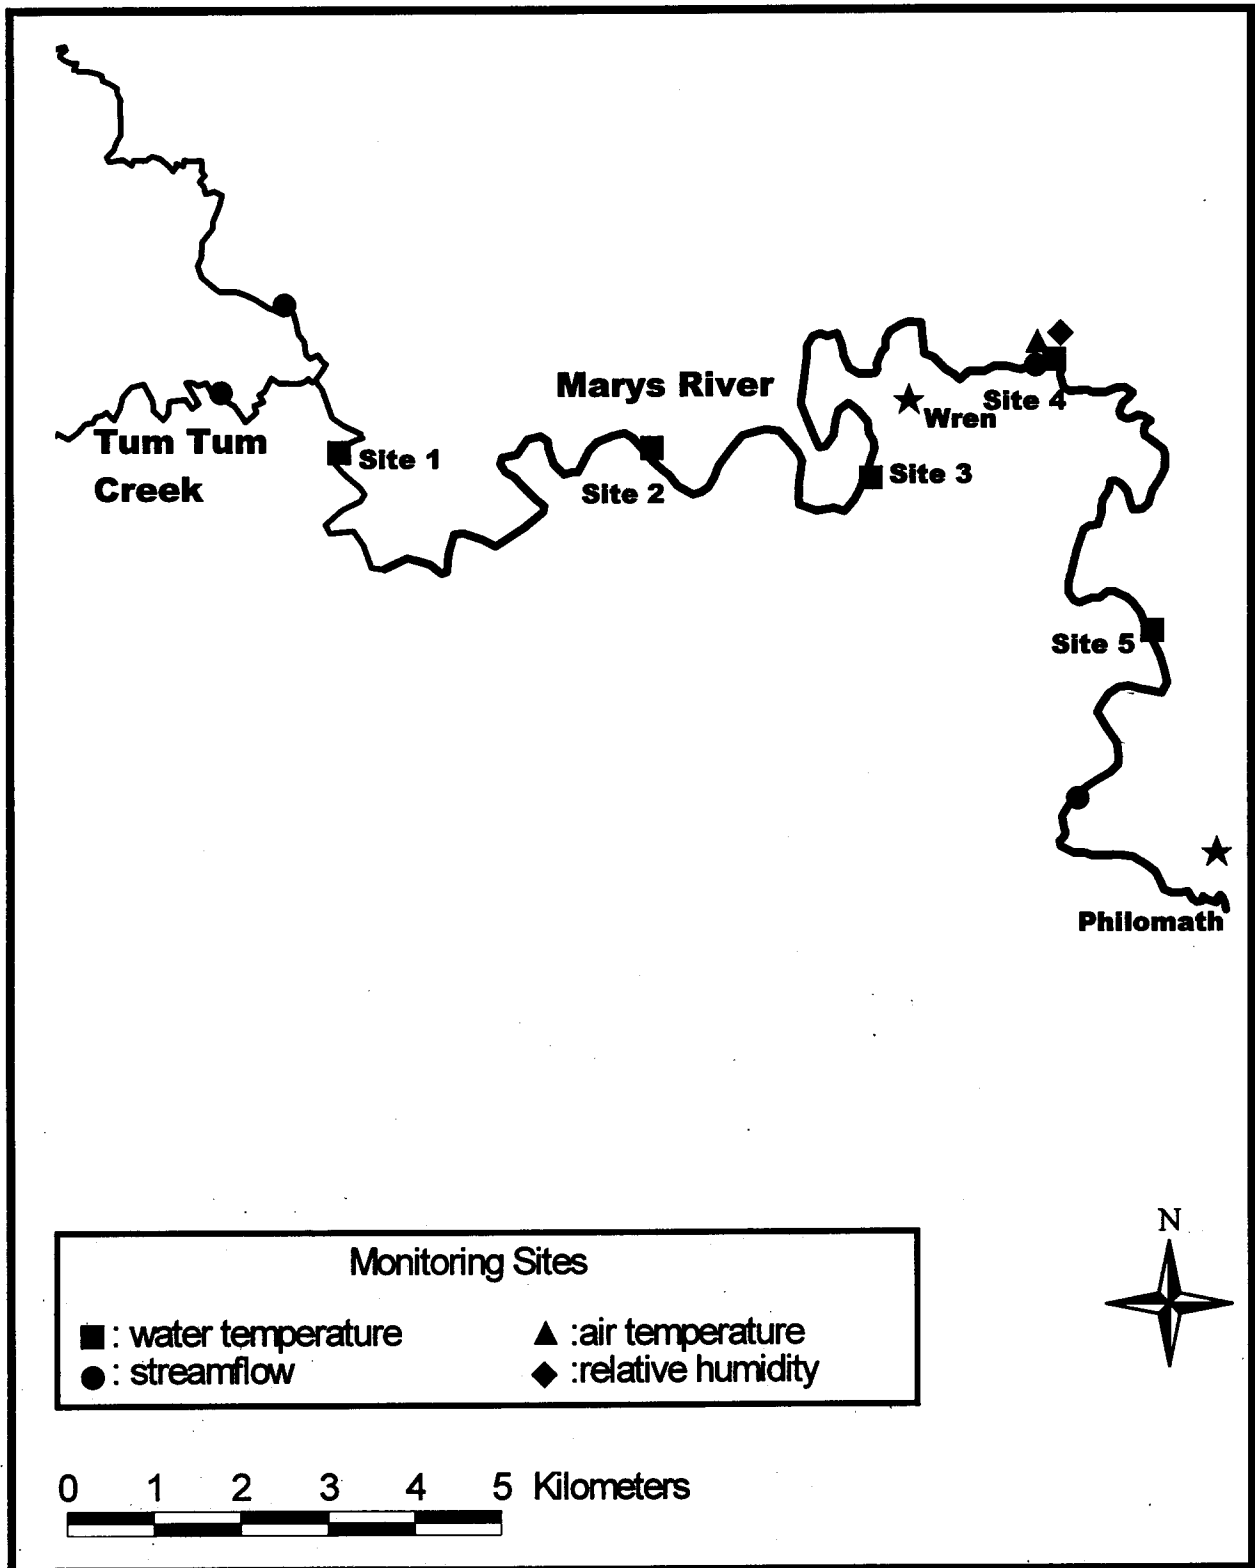 Marys River
Wren
Site 4
Tum Tum
Creek
Site 1
Site 2
Site 3
Site 5
Philomath
N
Monitoring Sites
: water temperature
:air temperature
: streamflow
:relative humidity
0 1 2 3 4 5 Kilometers